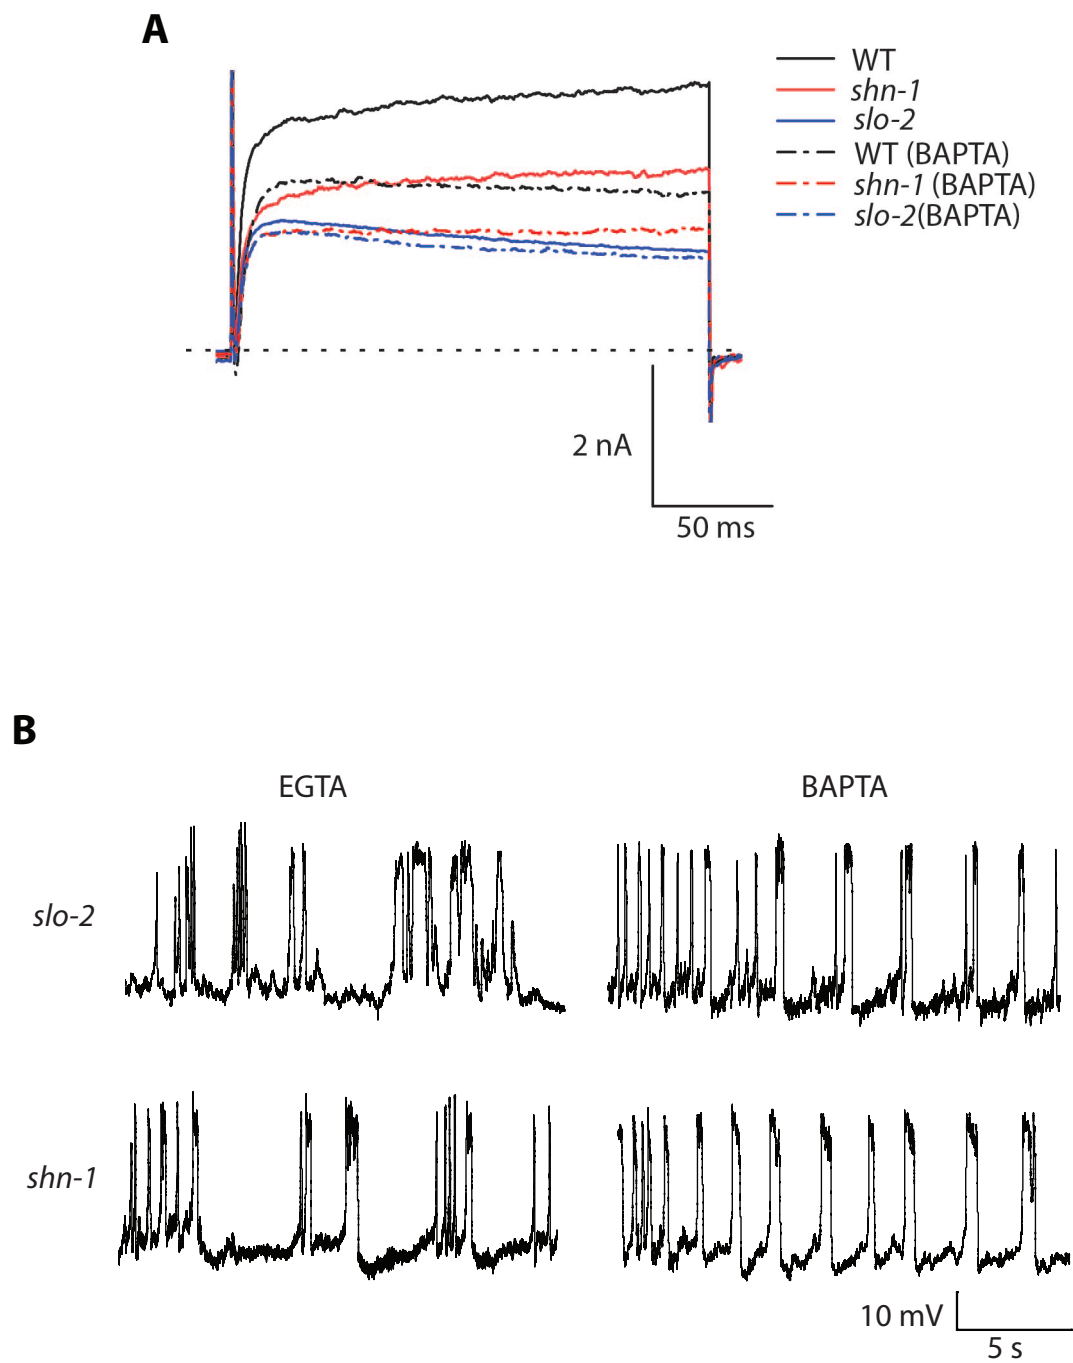 A
WT
shn-1
slo-2
WT (BAPTA)
shn-1 (BAPTA)
slo-2(BAPTA)
2 nA
50 ms
B
EGTA
BAPTA
slo-2
shn-1
10 mV
5 s